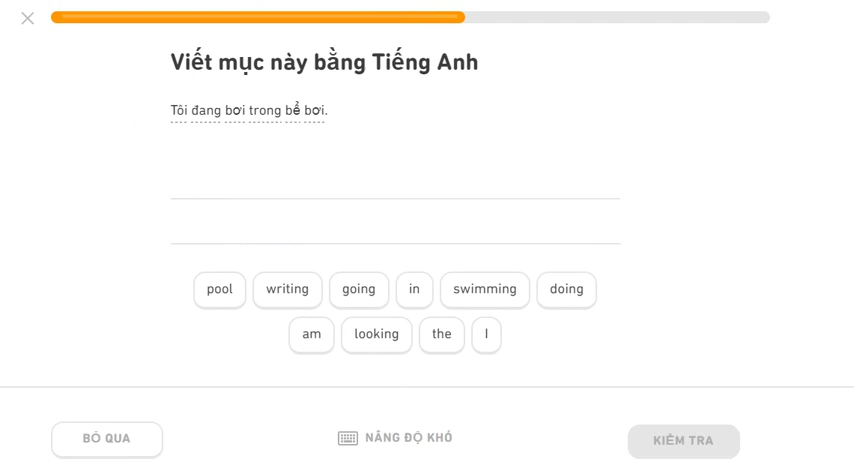 Viết mục này bằng Tiếng Anh
Tôi đang bơi trong bể bơi.
pool writing going in swimming doing
am looking the I
BỎ QUA NÂNG ĐỘ KHÓ KIỂM TRA